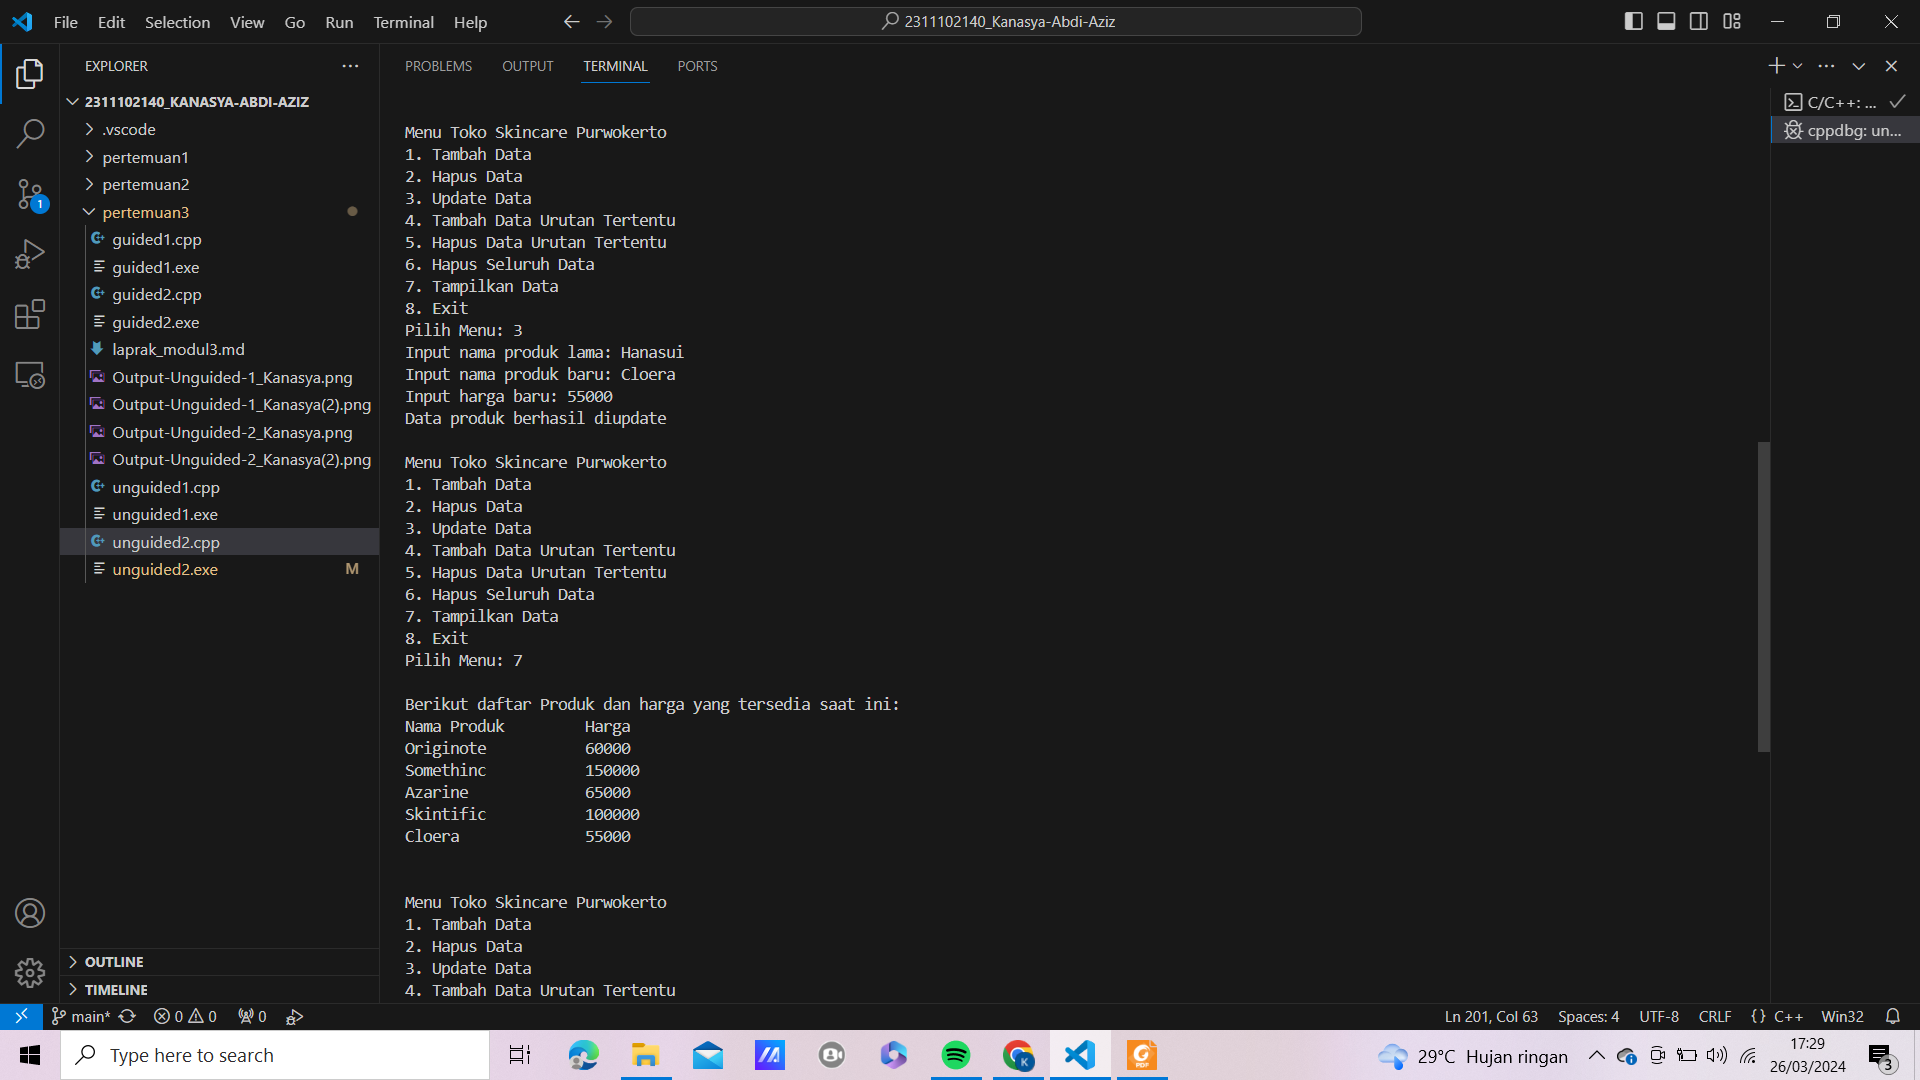 File Edit Selection View Go Run Terminal Help
2311102140_Kanasya-Abdi-Aziz
EXPLORER
2311102140_KANASYA-ABDI-AZIZ
.vscode
pertemuan1
pertemuan2
pertemuan3
guided1.cpp
guided1.exe
guided2.cpp
guided2.exe
laprak_modul3.md
Output-Unguided-1_Kanasya.png
Output-Unguided-1_Kanasya(2).png
Output-Unguided-2_Kanasya.png
Output-Unguided-2_Kanasya(2).png
unguided1.cpp
unguided1.exe
unguided2.cpp
unguided2.exe M
OUTLINE
TIMELINE
1
PROBLEMS OUTPUT TERMINAL PORTS
C/C++: ...
cppdbg: un...
Menu Toko Skincare Purwokerto
1. Tambah Data
2. Hapus Data
3. Update Data
4. Tambah Data Urutan Tertentu
5. Hapus Data Urutan Tertentu
6. Hapus Seluruh Data
7. Tampilkan Data
8. Exit
Pilih Menu: 3
Input nama produk lama: Hanasui
Input nama produk baru: Cloera
Input harga baru: 55000
Data produk berhasil diupdate
Menu Toko Skincare Purwokerto
1. Tambah Data
2. Hapus Data
3. Update Data
4. Tambah Data Urutan Tertentu
5. Hapus Data Urutan Tertentu
6. Hapus Seluruh Data
7. Tampilkan Data
8. Exit
Pilih Menu: 7
Berikut daftar Produk dan harga yang tersedia saat ini:
Nama Produk Harga
Originote 60000
Somethinc 150000
Azarine 65000
Skintific 100000
Cloera 55000
Menu Toko Skincare Purwokerto
1. Tambah Data
2. Hapus Data
3. Update Data
4. Tambah Data Urutan Tertentu
main* 0 0 0 Ln 201, Col 63 Spaces: 4 UTF-8 CRLF {} C++ Win32
Type here to search
K
PDF
29°C Hujan ringan
17:29
26/03/2024
3